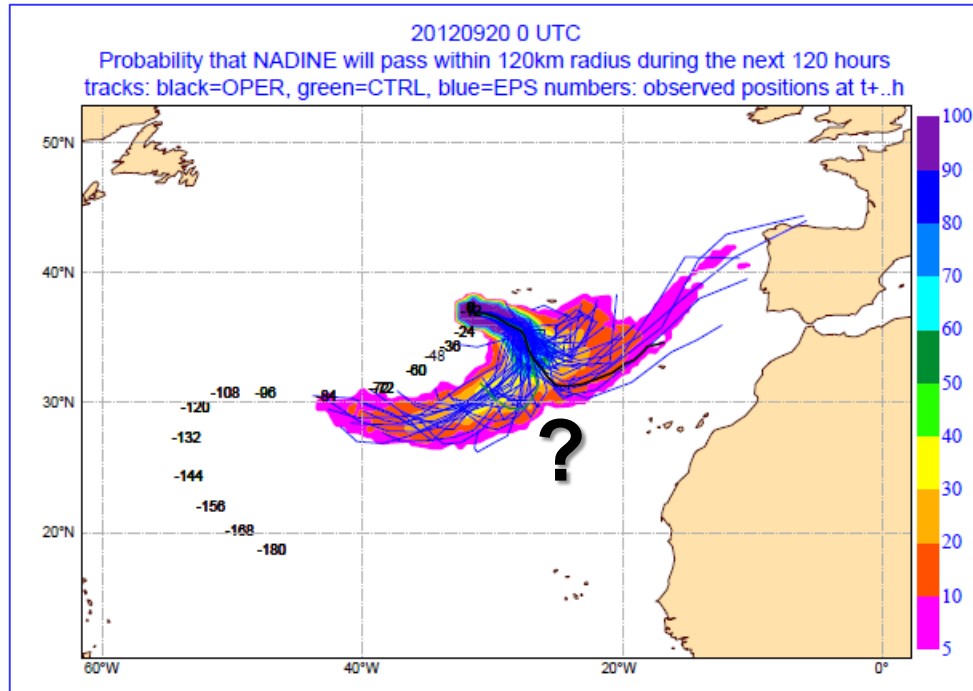 20120920 0 UTC
Probability that NADINE will pass within 120km radius during the next 120 hours
tracks: black=OPER, green=CTRL, blue=EPS numbers: observed positions at t+..h
100
50°N
90
80
70
40°N
-24
-36
60
-48
-60
50
-108
-96
-72
-84
30°N
-120
40
?
-132
30
-144
-156
20
20°N
-168
-180
10
5
60°W
40°W
20°W
0°